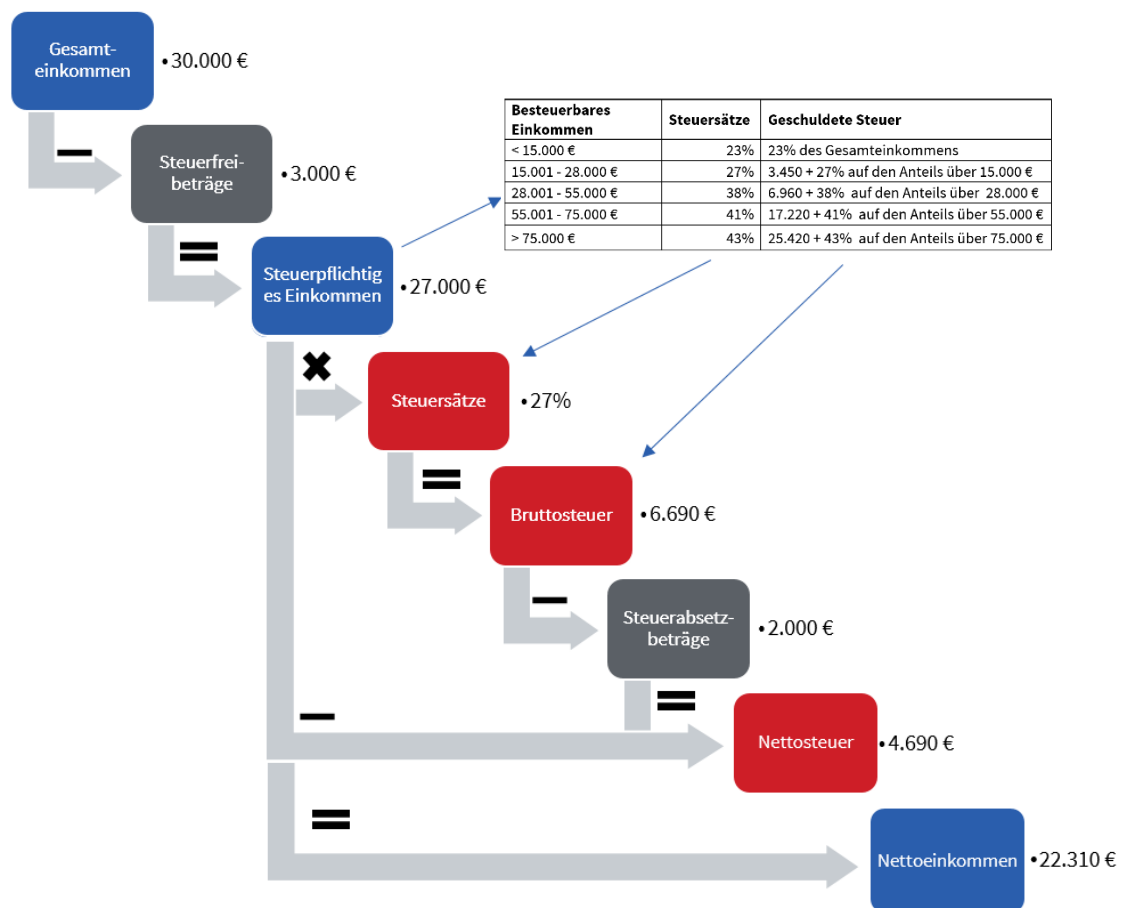 Gesamt-
einkommen
• 30.000 €
Steuerfrei-
beträge
• 3.000 €
Besteuerbares Einkommen Steuersätze Geschuldete Steuer
< 15.000 € 23% 23% des Gesamteinkommens
15.001 - 28.000 € 27% 3.450 + 27% auf den Anteils über 15.000 €
28.001 - 55.000 € 38% 6.960 + 38% auf den Anteils über 28.000 €
55.001 - 75.000 € 41% 17.220 + 41% auf den Anteils über 55.000 €
> 75.000 € 43% 25.420 + 43% auf den Anteils über 75.000 €
Steuerpflichtig
es Einkommen
• 27.000 €
Steuersätze
• 27%
Bruttosteuer
• 6.690 €
Steuerabsetz-
beträge
• 2.000 €
Nettosteuer
• 4.690 €
Nettoeinkommen
• 22.310 €